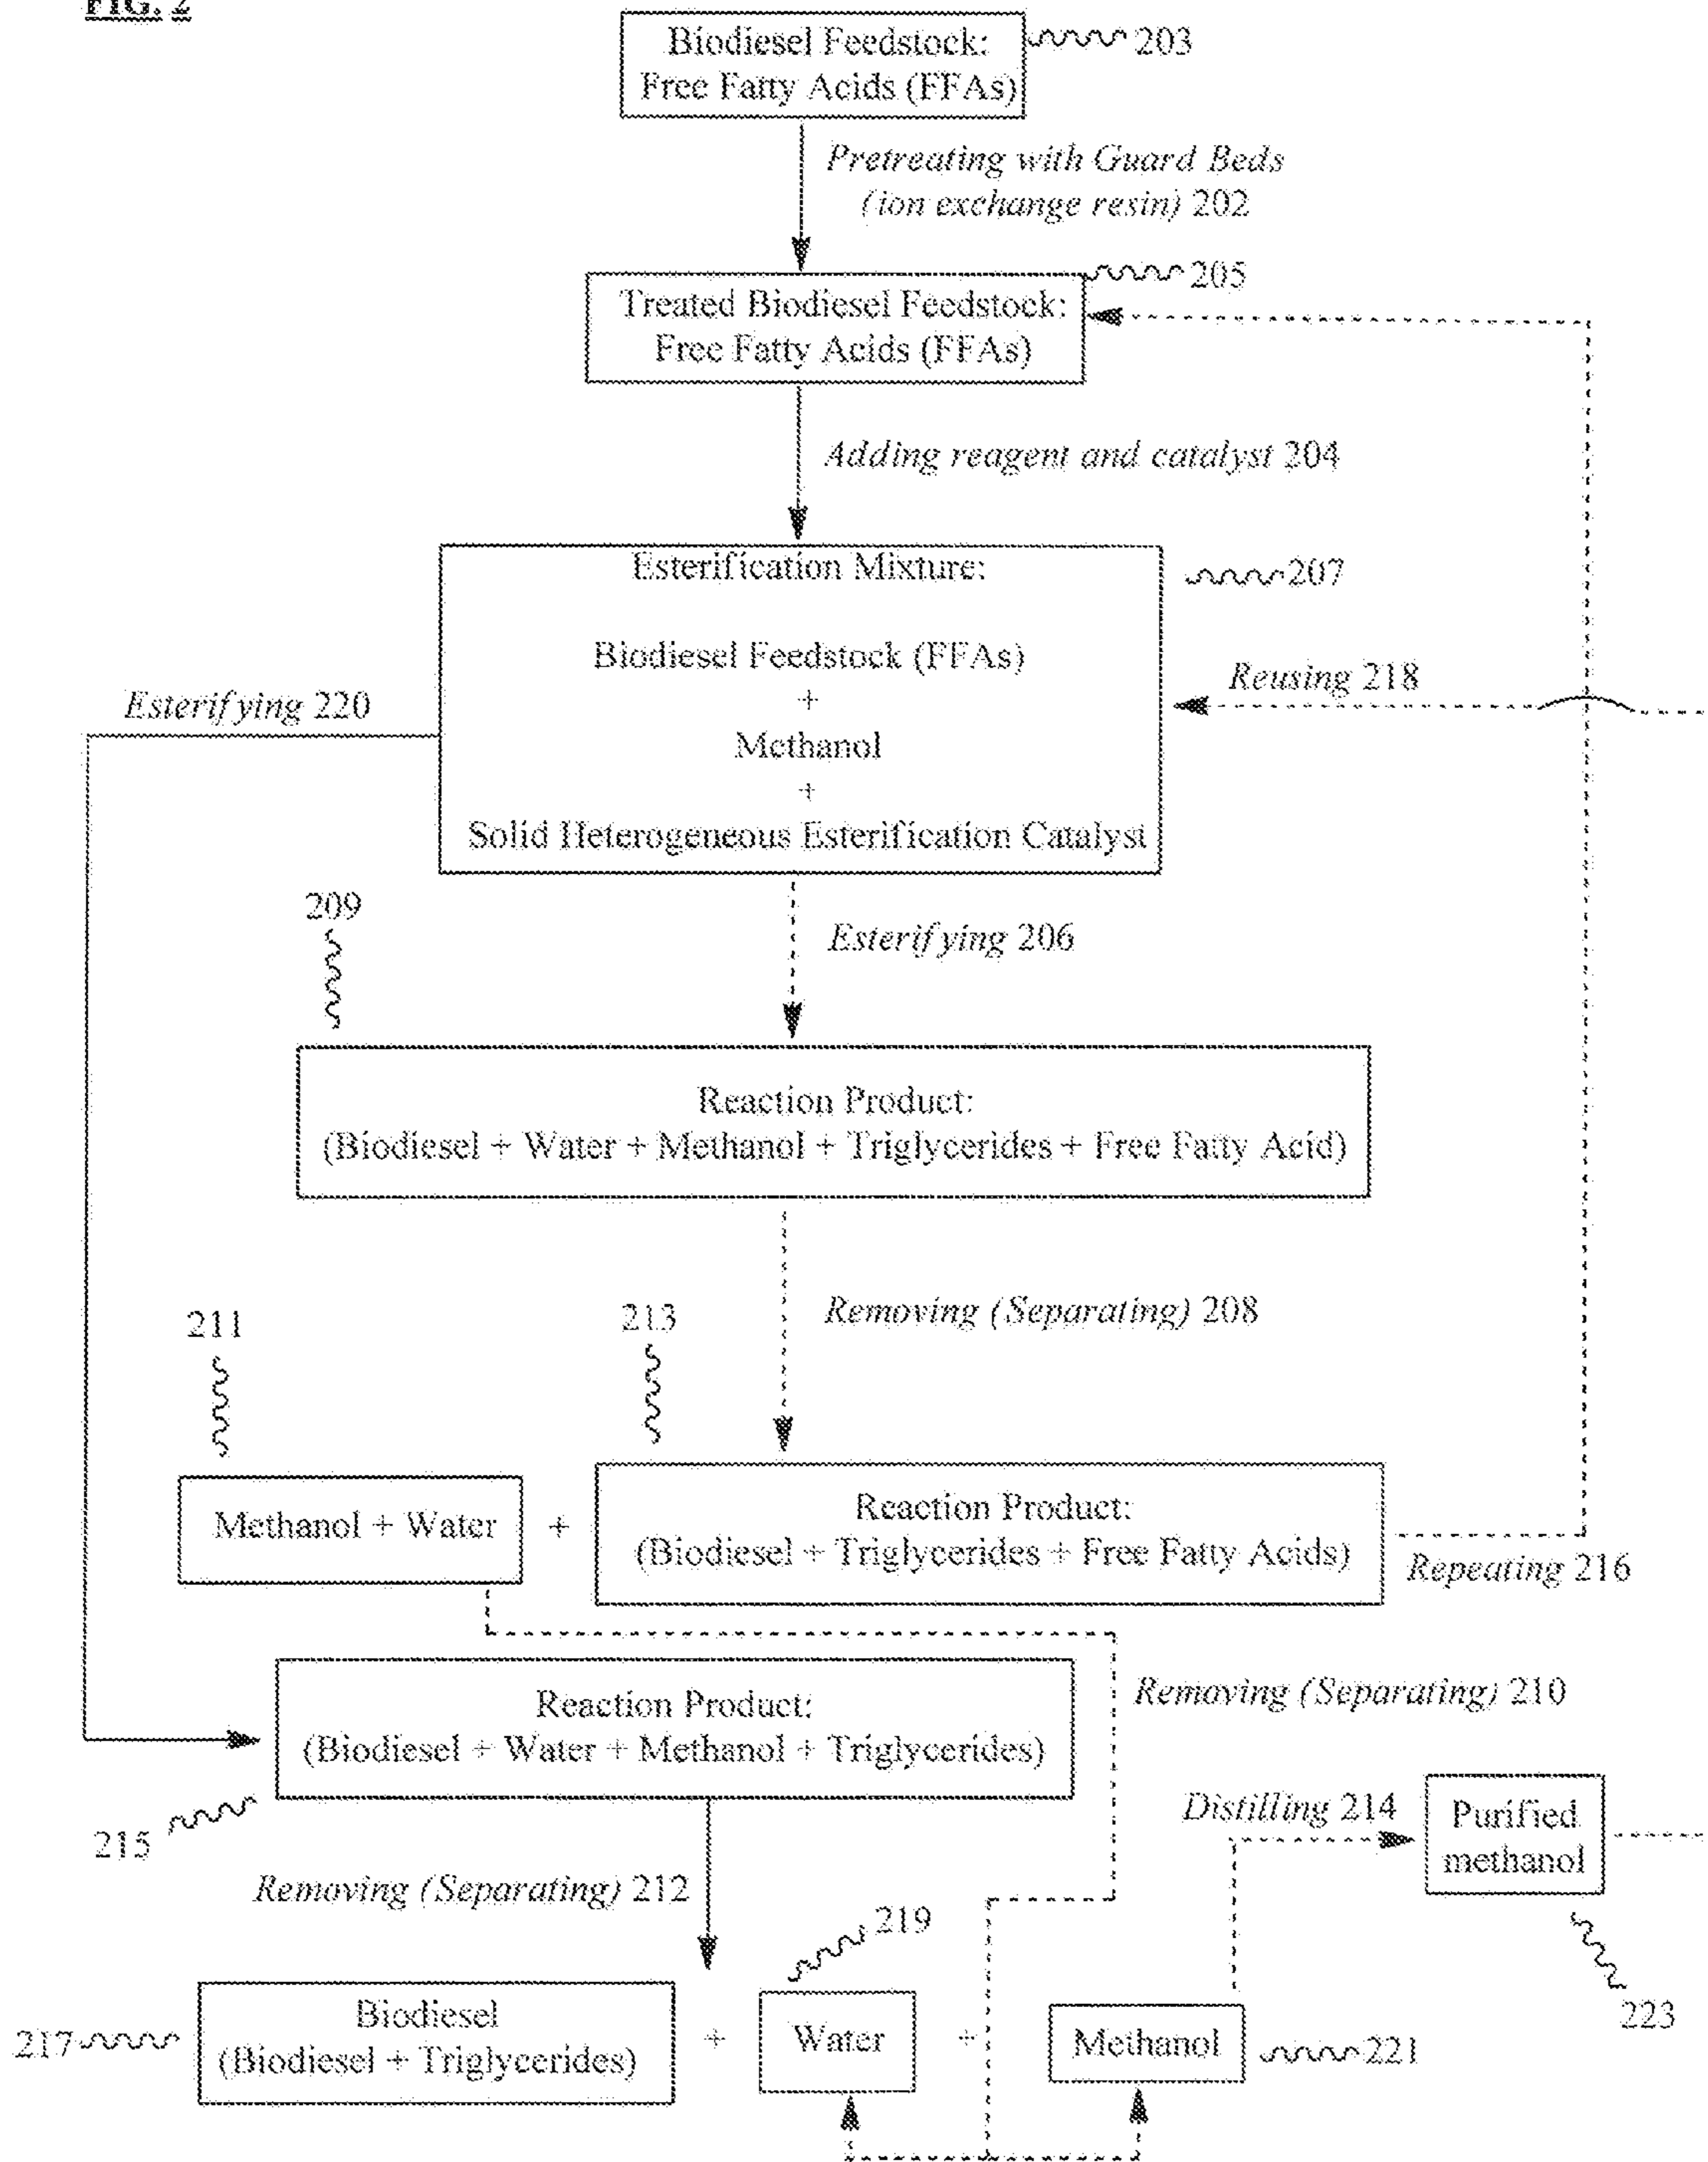 FIG. 2
Biodiesel Feedstock:
Free Fatty Acids (FFAs)
203
Pretreating with Guard Beds
(ion exchange resin) 202
205
Treated Biodiesel Feedstock:
Free Fatty Acids (FFAs)
Adding reagent and catalyst 204
Esterification Mixture:
207
Biodiesel Feedstock (FFAs)
+
Methanol
+
Solid Heterogeneous Esterification Catalyst
Reusing 218
Esterifying 220
209
Esterifying 206
Reaction Product:
(Biodiesel + Water + Methanol + Triglycerides + Free Fatty Acid)
Removing (Separating) 208
211
213
Methanol + Water
+
Reaction Product:
(Biodiesel + Triglycerides + Free Fatty Acids)
Repeating 216
Reaction Product:
(Biodiesel + Water + Methanol + Triglycerides)
Removing (Separating) 210
215
Distilling 214
Purified
methanol
Removing (Separating) 212
219
223
217
Biodiesel
(Biodiesel + Triglycerides)
+
Water
+
Methanol
221